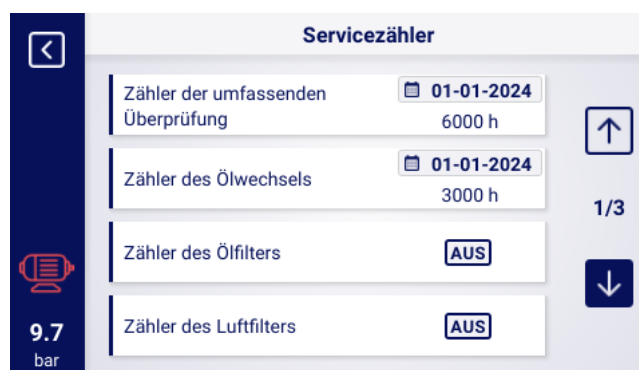 Servicezähler
Zähler der umfassenden
Überprüfung
01-01-2024
6000 h
Zähler des Ölwechsels
01-01-2024
3000 h
1/3
Zähler des Ölfilters
AUS
Zähler des Luftfilters
AUS
9.7
bar